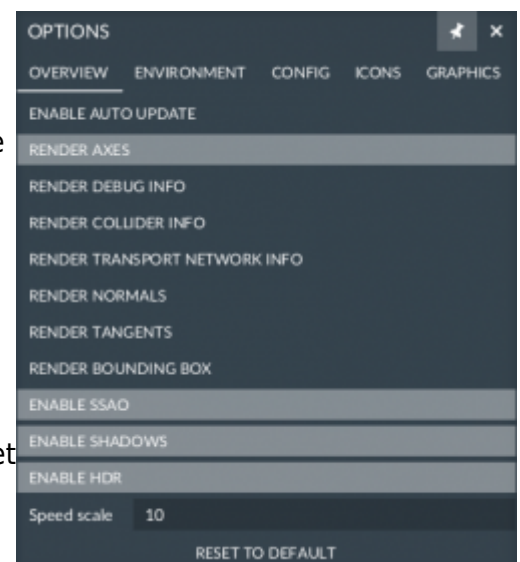 OPTIONS
OVERVIEW ENVIRONMENT CONFIG ICONS GRAPHICS
ENABLE AUTO UPDATE
RENDER AXES
RENDER DEBUG INFO
RENDER COLLIDER INFO
RENDER TRANSPORT NETWORK INFO
RENDER NORMALS
RENDER TANGENTS
RENDER BOUNDING BOX
ENABLE SSAO
ENABLE SHADOWS
ENABLE HDR
Speed scale 10
RESET TO DEFAULT